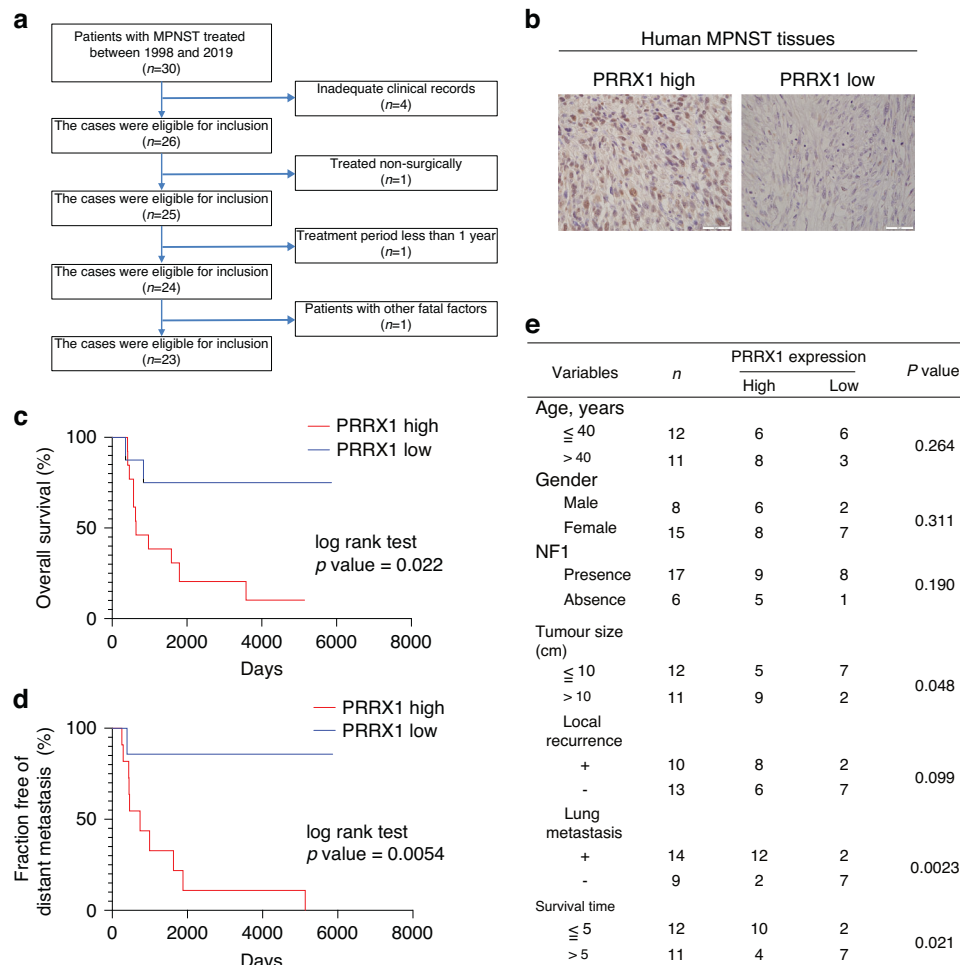 a
Patients with MPNST treated
between 1998 and 2019
(n=30)
Inadequate clinical records
(n=4)
The cases were eligible for inclusion
(n=26)
Treated non-surgically
(n=1)
The cases were eligible for inclusion
(n=25)
Treatment period less than 1 year
(n=1)
The cases were eligible for inclusion
(n=24)
Patients with other fatal factors
(n=1)
The cases were eligible for inclusion
(n=23)
b
Human MPNST tissues
PRRX1 high PRRX1 low
c
PRRX1 high
PRRX1 low
Overall survival (%)
100
50
0
log rank test
p value = 0.022
0 2000 4000 6000 8000
Days
d
PRRX1 high
PRRX1 low
Fraction free of
distant metastasis (%)
100
50
0
log rank test
p value = 0.0054
0 2000 4000 6000 8000
Days
e
Variables n PRRX1 expression P value
High Low
Age, years
≦ 40 12 6 6 0.264
> 40 11 8 3
Gender
Male 8 6 2 0.311
Female 15 8 7
NF1
Presence 17 9 8 0.190
Absence 6 5 1
Tumour size
(cm)
≦ 10 12 5 7 0.048
> 10 11 9 2
Local
recurrence
+ 10 8 2 0.099
- 13 6 7
Lung
metastasis
+ 14 12 2 0.0023
- 9 2 7
Survival time
≦ 5 12 10 2 0.021
> 5 11 4 7